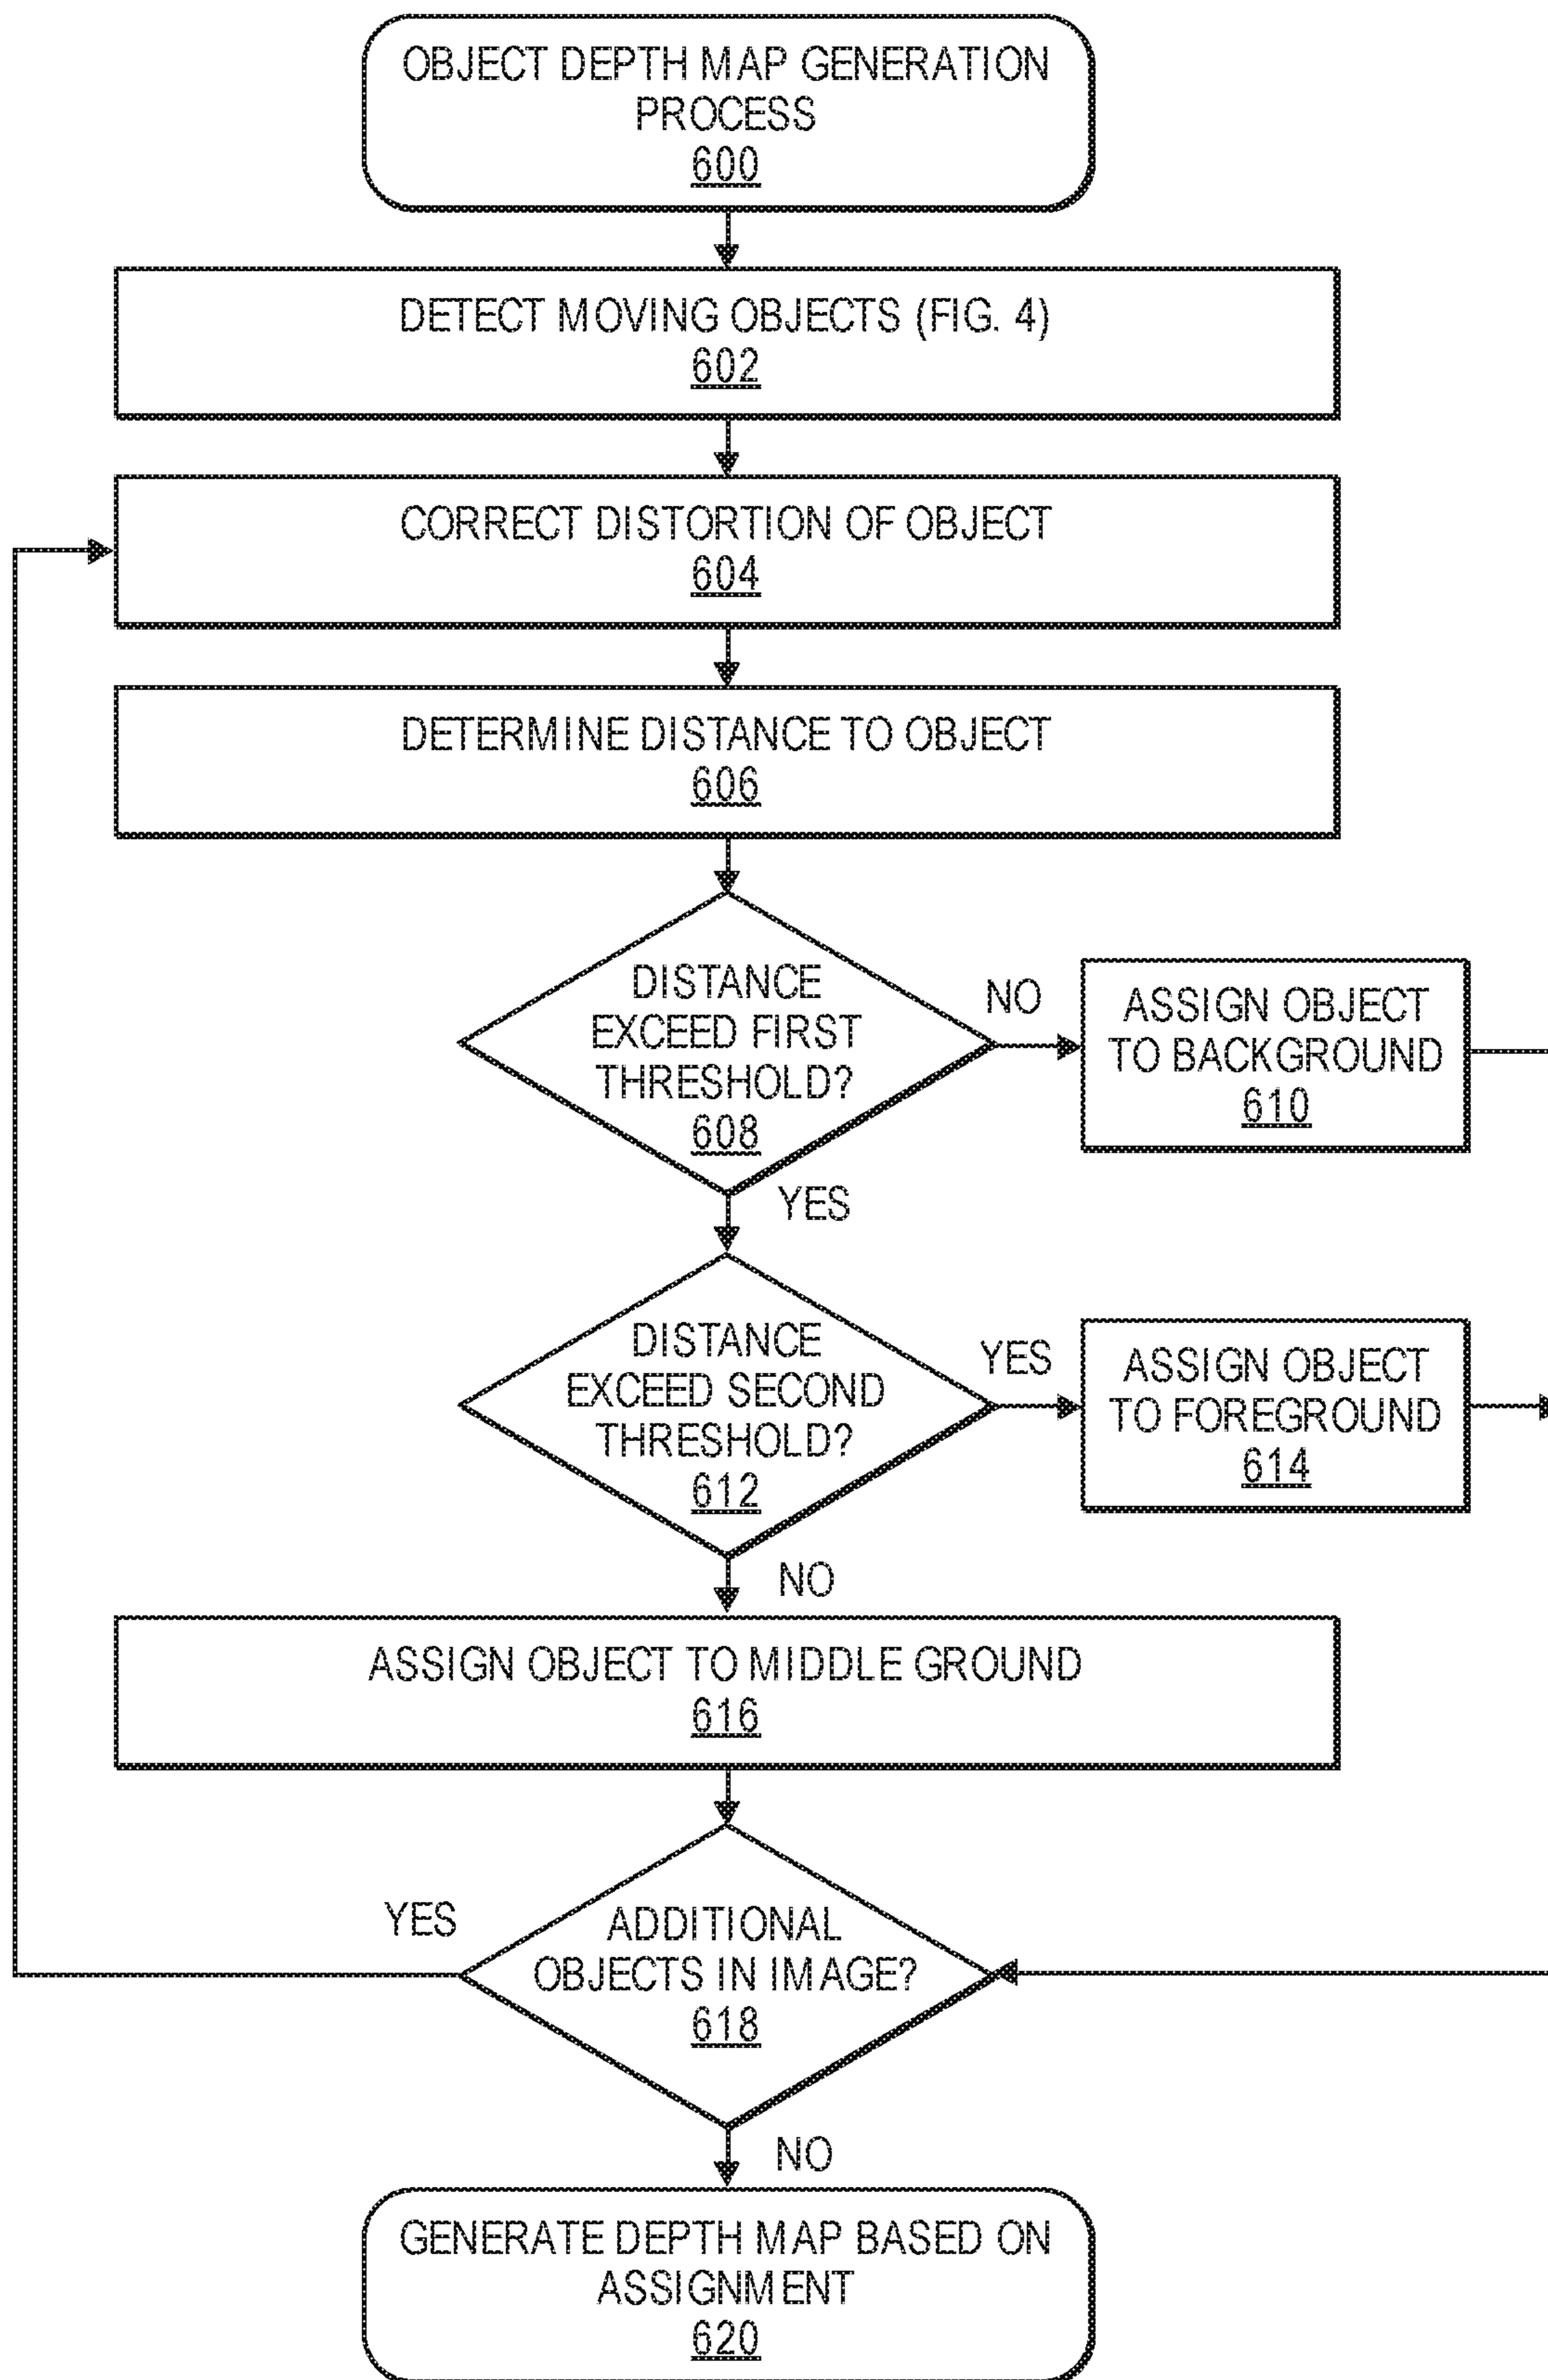 OBJECT DEPTH MAP GENERATION
PROCESS
600
DETECT MOVING OBJECTS (FIG. 4)
602
CORRECT DISTORTION OF OBJECT
604
DETERMINE DISTANCE TO OBJECT
606
DISTANCE
EXCEED FIRST
THRESHOLD?
608
NO
ASSIGN OBJECT
TO BACKGROUND
610
YES
DISTANCE
EXCEED SECOND
THRESHOLD?
612
YES
ASSIGN OBJECT
TO FOREGROUND
614
NO
ASSIGN OBJECT TO MIDDLE GROUND
616
YES
ADDITIONAL
OBJECTS IN IMAGE?
618
NO
GENERATE DEPTH MAP BASED ON
ASSIGNMENT
620